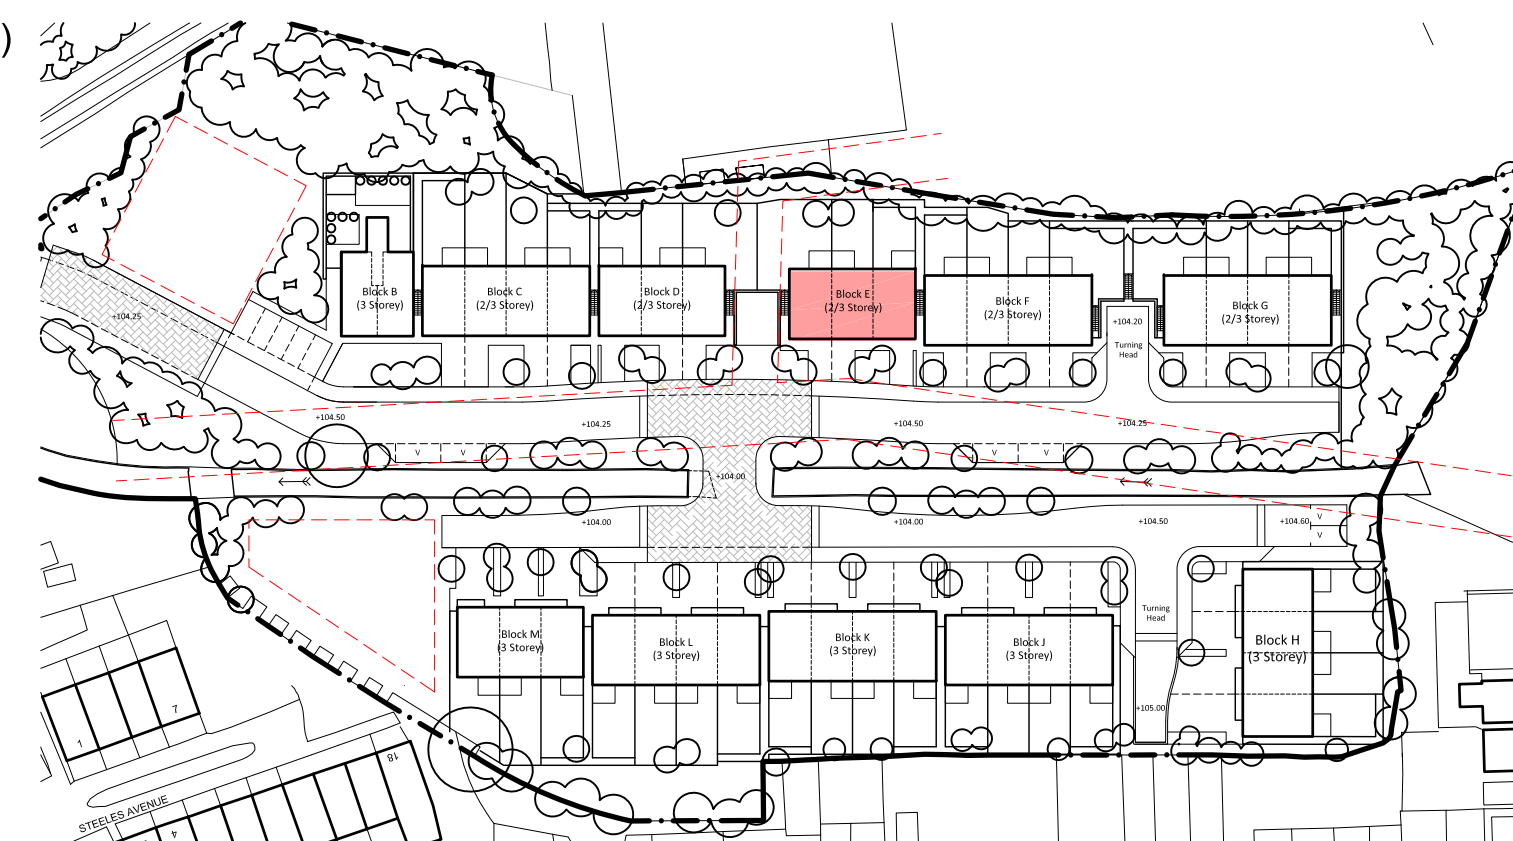 )
Block B
(3 Storey)
Block C
(2/3 Storey)
Block D
(2/3 Storey)
Block E
(2/3 Storey)
Block F
(2/3 Storey)
Block G
(2/3 Storey)
+104.25
+104.20
Turning
Head
+104.50
+104.25
+104.50
+104.25
V
V
V
V
+104.00
+104.00
+104.00
+104.50
+104.60
V
V
Block M
(3 Storey)
Block L
(3 Storey)
Block K
(3 Storey)
Block J
(3 Storey)
Turning
Head
Block H
(3 Storey)
+105.00
7
1
18
STEELES AVENUE
4